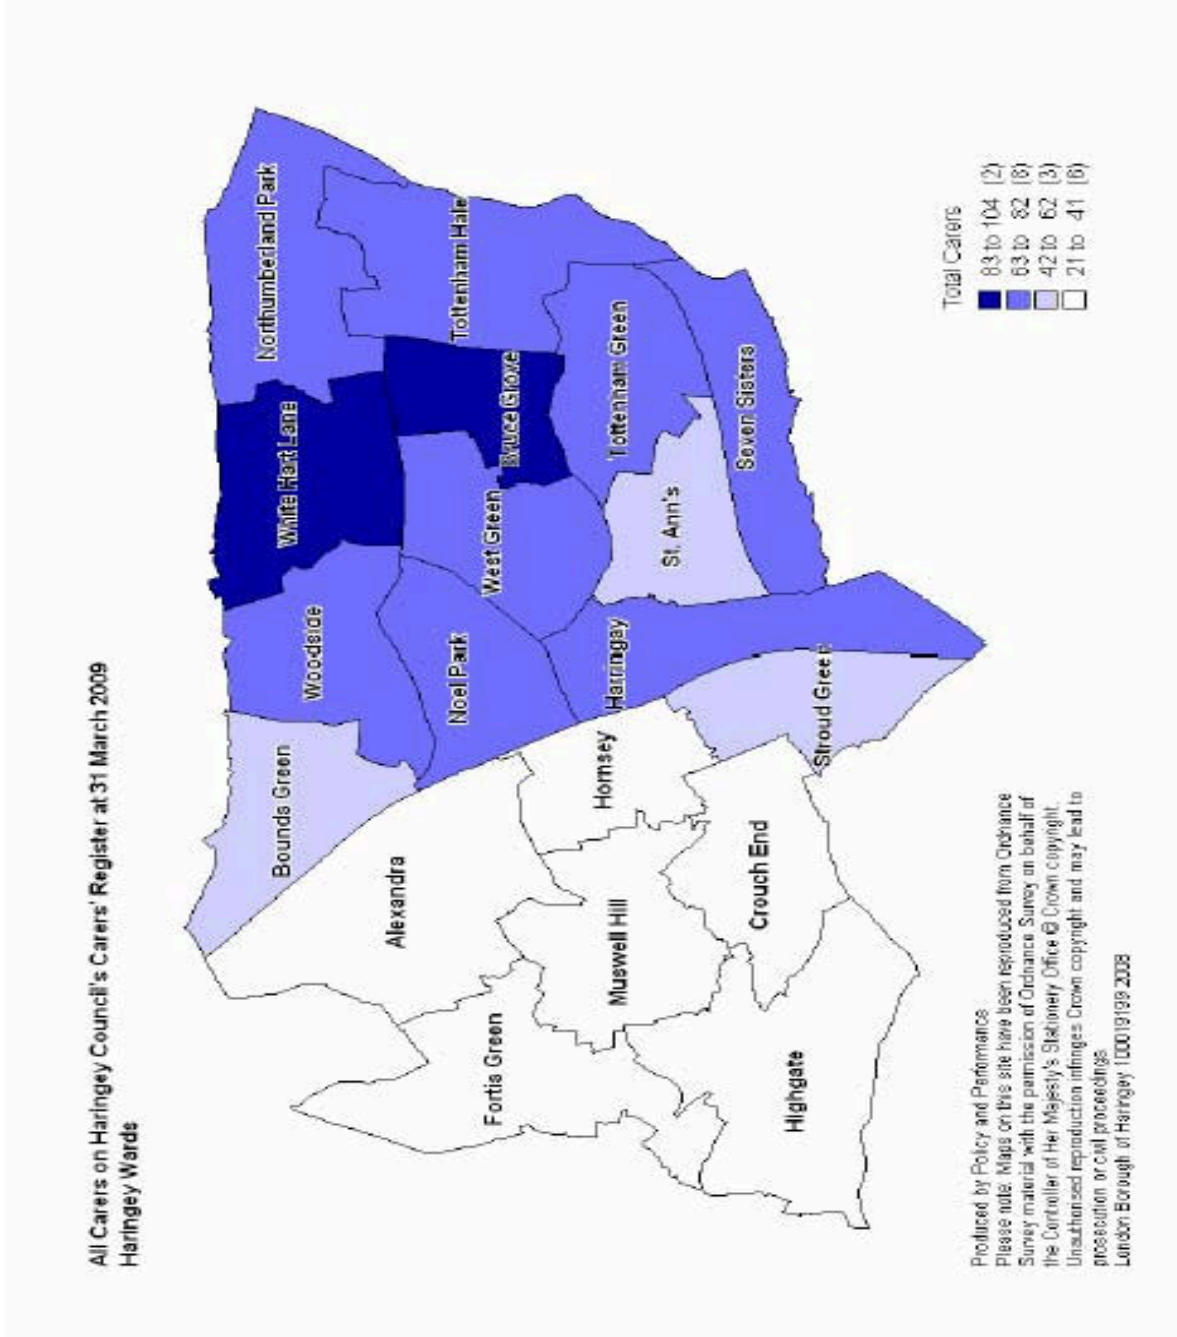 All Carers on Haringey Council's Carers' Register at 31 March 2009
Haringey Wards
Northumberland Park
White Hart Lane
Tottenham Hale
Bruce Grove
Woodside
West Green
Tottenham Green
Bounds Green
Noel Park
St. Ann's
Seven Sisters
Harringay
Alexandra
Hornsey
Stroud Green
Fortis Green
Muswell Hill
Crouch End
Highgate
Total Carers
83 to 104 (2)
63 to 82 (8)
42 to 62 (3)
21 to 41 (6)
Produced by Policy and Performance
Please note: Maps on this site have been reproduced from Ordnance
Survey material with the permission of Ordnance Survey on behalf of
the Controller of Her Majesty's Stationery Office © Crown copyright.
Unauthorised reproduction infringes Crown copyright and may lead to
prosecution or civil proceedings
London Borough of Haringey 100019199 2008